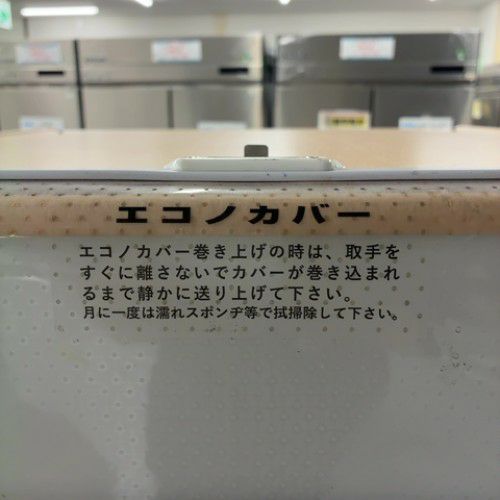 エコノカバー
エコノカバー巻き上げの時は、取手を
すぐに離さないでカバーが巻き込まれ
るまで静かに送り上げて下さい。
月に一度は濡れスポンヂ等で拭掃除して下さい。